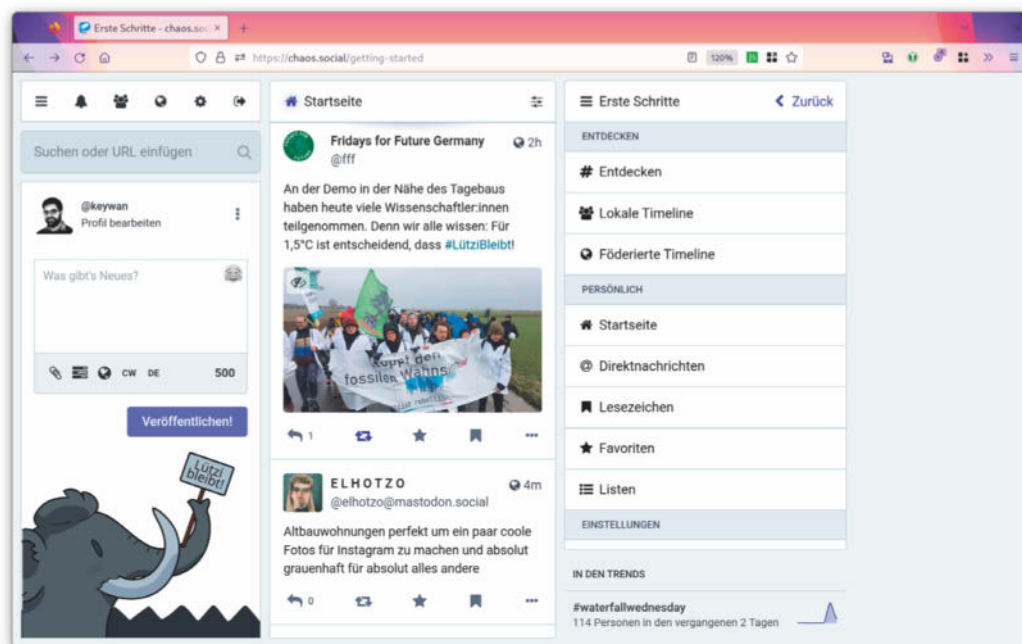 Erste Schritte - chaos.soc
https://chaos.social/getting-started
120%
Suchen oder URL einfügen
@keywan
Profil bearbeiten
Was gibt's Neues?
CW DE 500
Veröffentlichen!
Lützi
bleibt!
Startseite
Fridays for Future Germany 2h
@fff
An der Demo in der Nähe des Tagebaus
haben heute viele Wissenschaftler:innen
teilgenommen. Denn wir alle wissen: Für
1,5°C ist entscheidend, dass #LütziBleibt!
den
fossilen Wahns
1
ELHOTZO 4m
@elhotzo@mastodon.social
Altbauwohnungen perfekt um ein paar coole
Fotos für Instagram zu machen und absolut
grauenhaft für absolut alles andere
0
Erste Schritte Zurück
ENTDECKEN
# Entdecken
Lokale Timeline
Föderierte Timeline
PERSÖNLICH
Startseite
@ Direktnachrichten
Lesezeichen
Favoriten
Listen
EINSTELLUNGEN
IN DEN TRENDS
#waterfallwednesday
114 Personen in den vergangenen 2 Tagen